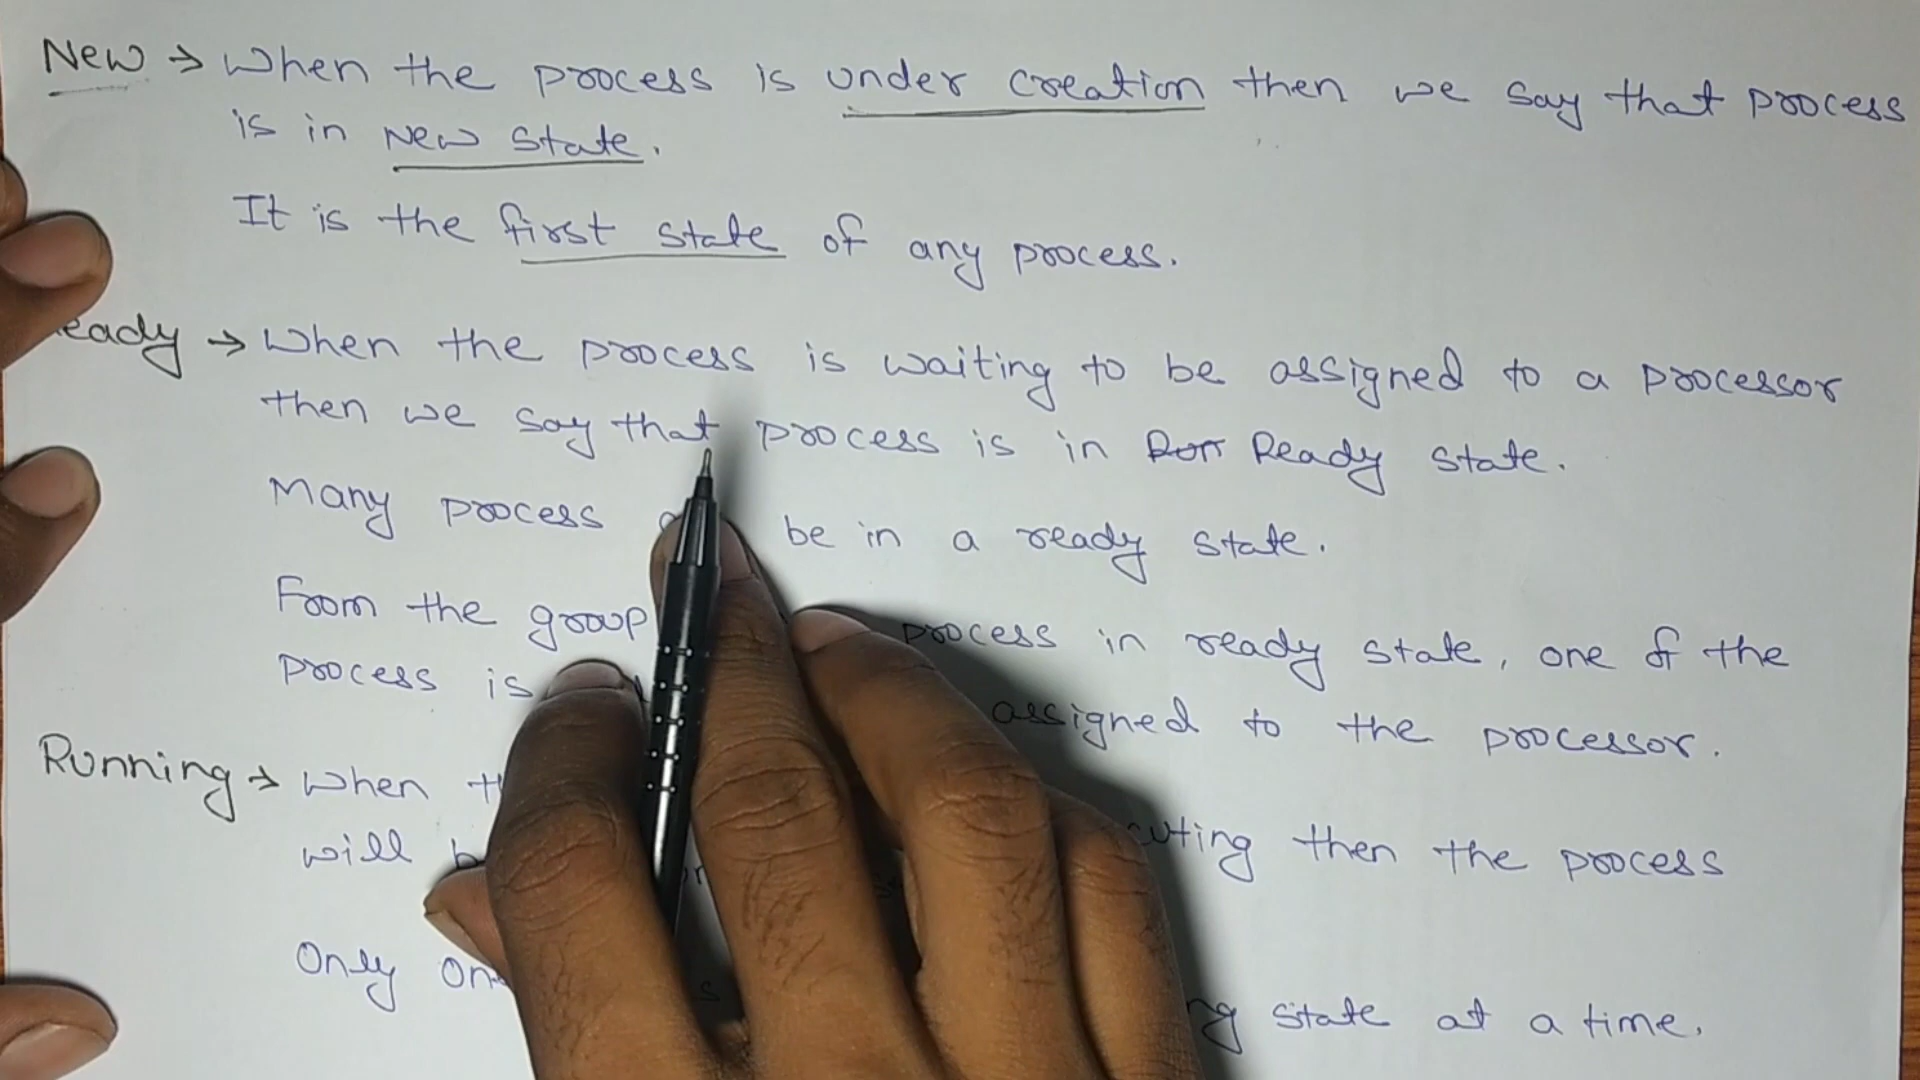 New → When the process is under creation then we say that process
is in New State.
It is the first state of any process.
eady → When the process is waiting to be assigned to a processor
then we say that process is in Run Ready state.
Many process be in a ready state.
From the group process in ready state, one of the
process is assigned to the processor.
Running → When then the process
will
Only state at a time.